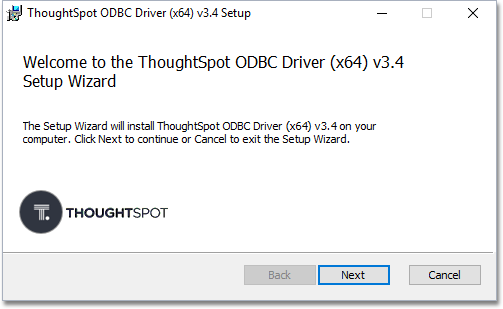 ThoughtSpot ODBC Driver (x64) v3.4 Setup
Welcome to the ThoughtSpot ODBC Driver (x64) v3.4
Setup Wizard
The Setup Wizard will install ThoughtSpot ODBC Driver (x64) v3.4 on your
computer. Click Next to continue or Cancel to exit the Setup Wizard.
T. THOUGHTSPOT
Back Next Cancel